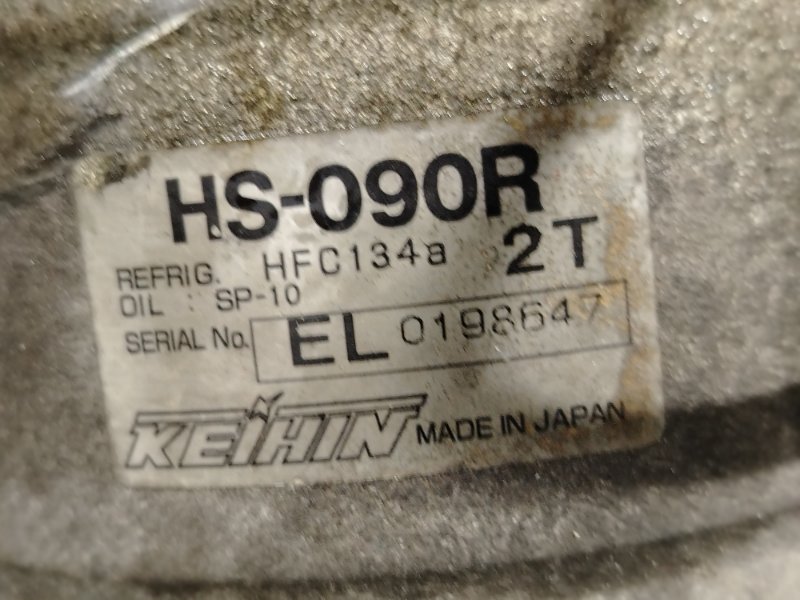 HS-090R
REFRIG. HFC134a 2T
OIL : SP-10
SERIAL No. EL 0198647
KEIHIN MADE IN JAPAN